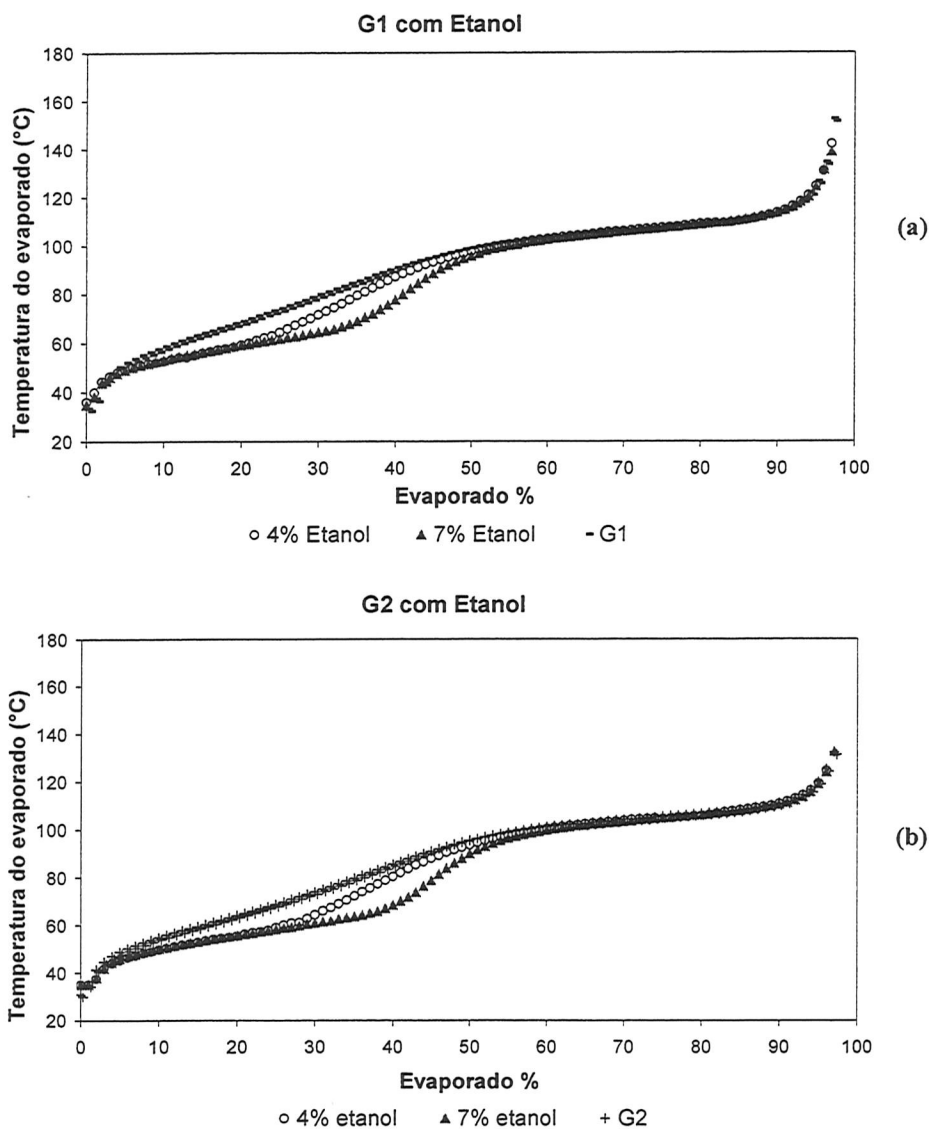 G1 com Etanol
Temperatura do evaporado (°C)
180
160
140
120
100
80
60
40
20
0 10 20 30 40 50 60 70 80 90 100
Evaporado %
4% Etanol 7% Etanol G1
(a)
G2 com Etanol
Temperatura do evaporado (°C)
180
160
140
120
100
80
60
40
20
0 10 20 30 40 50 60 70 80 90 100
Evaporado %
4% etanol 7% etanol G2
(b)